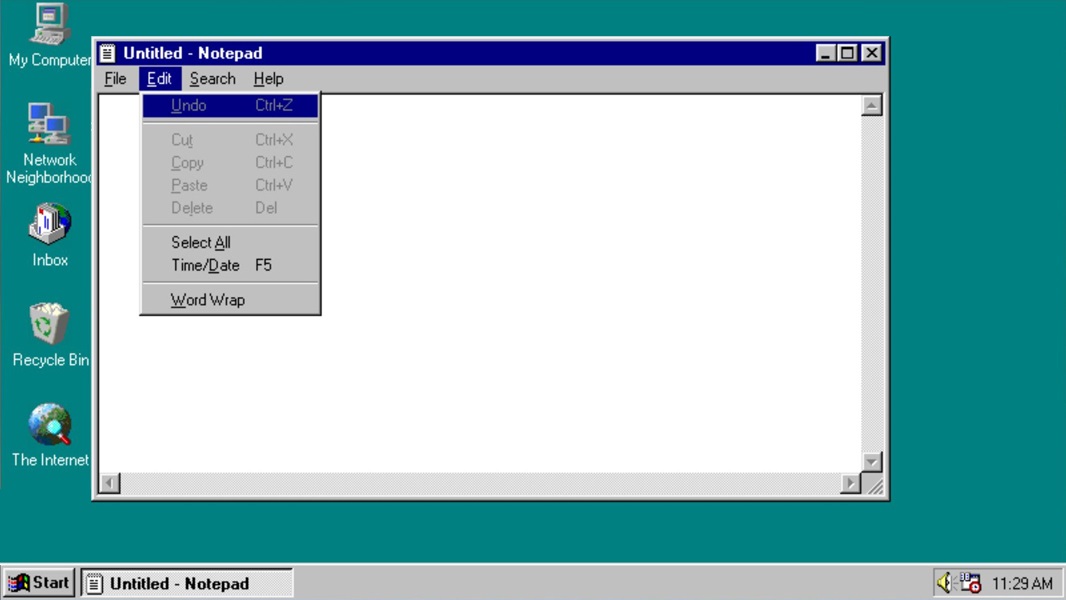 My Computer
Network
Neighborhood
Inbox
Recycle Bin
The Internet
Untitled - Notepad
File Edit Search Help
Undo Ctrl+Z
Cut Ctrl+X
Copy Ctrl+C
Paste Ctrl+V
Delete Del
Select All
Time/Date F5
Word Wrap
Start
Untitled - Notepad
11:29 AM